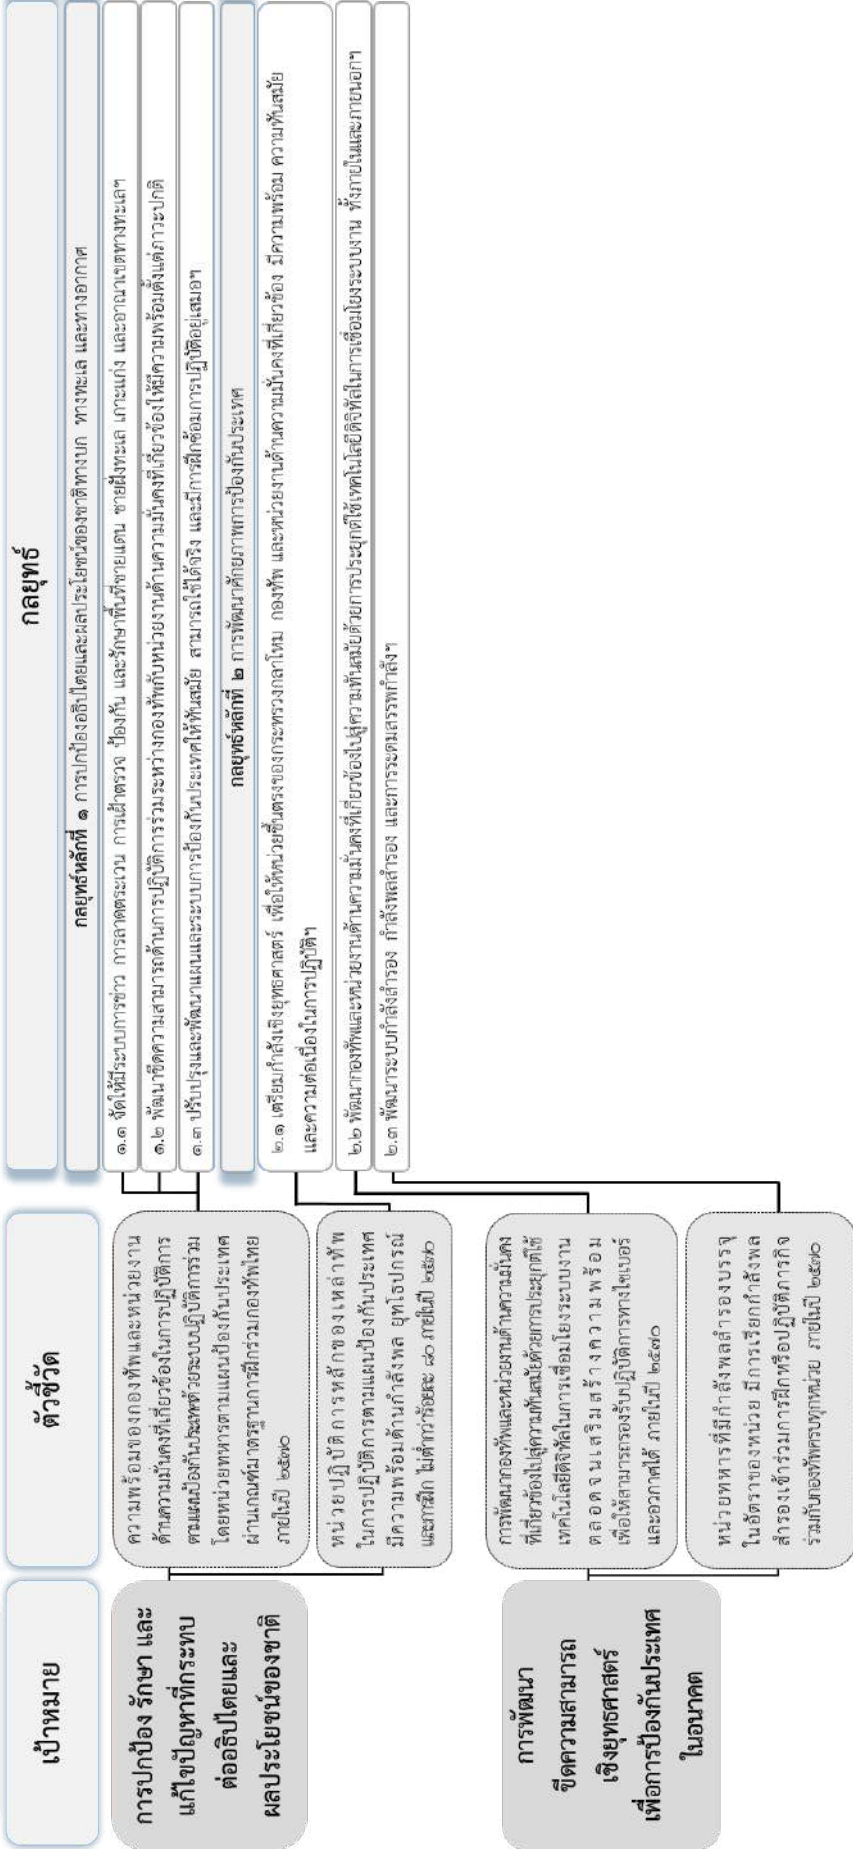 เป้าหมาย
ตัวชี้วัด
กลยุทธ์
การปกป้อง รักษา และ
แก้ไขปัญหาที่กระทบ
ต่ออธิปไตยและ
ผลประโยชน์ของชาติ
ความพร้อมของกองทัพและหน่วยงาน
ด้านความมั่นคงที่เกี่ยวข้องในการปฏิบัติการ
ตามแผนป้องกันประเทศด้วยระบบปฏิบัติการร่วม
โดยหน่วยทหารตามแผนป้องกันประเทศ
ผ่านเกณฑ์มาตรฐานการฝึกร่วมกองทัพไทย
ภายในปี ๒๕๗๐
หน่วยปฏิบัติการหลักของเหล่าทัพ
ในการปฏิบัติการตามแผนป้องกันประเทศ
มีความพร้อมด้านกำลังพล ยุทโธปกรณ์
และการฝึก ไม่ต่ำกว่าร้อยละ ๘๐ ภายในปี ๒๕๗๐
กลยุทธ์หลักที่ ๑ การปกป้องอธิปไตยและผลประโยชน์ของชาติทางบก ทางทะเล และทางอากาศ
๑.๑ จัดให้มีระบบการข่าว การลาดตระเวน การเฝ้าตรวจ ป้องกัน และรักษาพื้นที่ชายแดน ชายฝั่งทะเล เกาะแก่ง และอาณาเขตทางทะเลฯ
๑.๒ พัฒนาขีดความสามารถด้านการปฏิบัติการร่วมระหว่างกองทัพกับหน่วยงานด้านความมั่นคงที่เกี่ยวข้องให้มีความพร้อมตั้งแต่ภาวะปกติ
๑.๓ ปรับปรุงและพัฒนาแผนและระบบการป้องกันประเทศให้ทันสมัย สามารถใช้ได้จริง และมีการฝึกซ้อมการปฏิบัติอยู่เสมอฯ
กลยุทธ์หลักที่ ๒ การพัฒนาศักยภาพการป้องกันประเทศ
๒.๑ เตรียมกำลังเชิงยุทธศาสตร์ เพื่อให้หน่วยขึ้นตรงของกระทรวงกลาโหม กองทัพ และหน่วยงานด้านความมั่นคงที่เกี่ยวข้อง มีความพร้อม ความทันสมัย
และความต่อเนื่องในการปฏิบัติฯ
๒.๒ พัฒนากองทัพและหน่วยงานด้านความมั่นคงที่เกี่ยวข้องไปสู่ความทันสมัยด้วยการประยุกต์ใช้เทคโนโลยีดิจิทัลในการเชื่อมโยงระบบงาน ทั้งภายในและภายนอกฯ
๒.๓ พัฒนาระบบกำลังสำรอง กำลังพลสำรอง และการระดมสรรพกำลังฯ
การพัฒนา
ขีดความสามารถ
เชิงยุทธศาสตร์
เพื่อการป้องกันประเทศ
ในอนาคต
การพัฒนากองทัพและหน่วยงานด้านความมั่นคง
ที่เกี่ยวข้องไปสู่ความทันสมัยด้วยการประยุกต์ใช้
เทคโนโลยีดิจิทัลในการเชื่อมโยงระบบงาน
ตลอดจนเสริมสร้างความพร้อม
เพื่อให้สามารถรองรับปฏิบัติการทางไซเบอร์
และอวกาศได้ ภายในปี ๒๕๗๐
หน่วยทหารที่มีกำลังพลสำรองบรรจุ
ในอัตราของหน่วย มีการเรียกกำลังพล
สำรองเข้าร่วมการฝึกหรือปฏิบัติภารกิจ
ร่วมกับกองทัพครบทุกหน่วย ภายในปี ๒๕๗๐